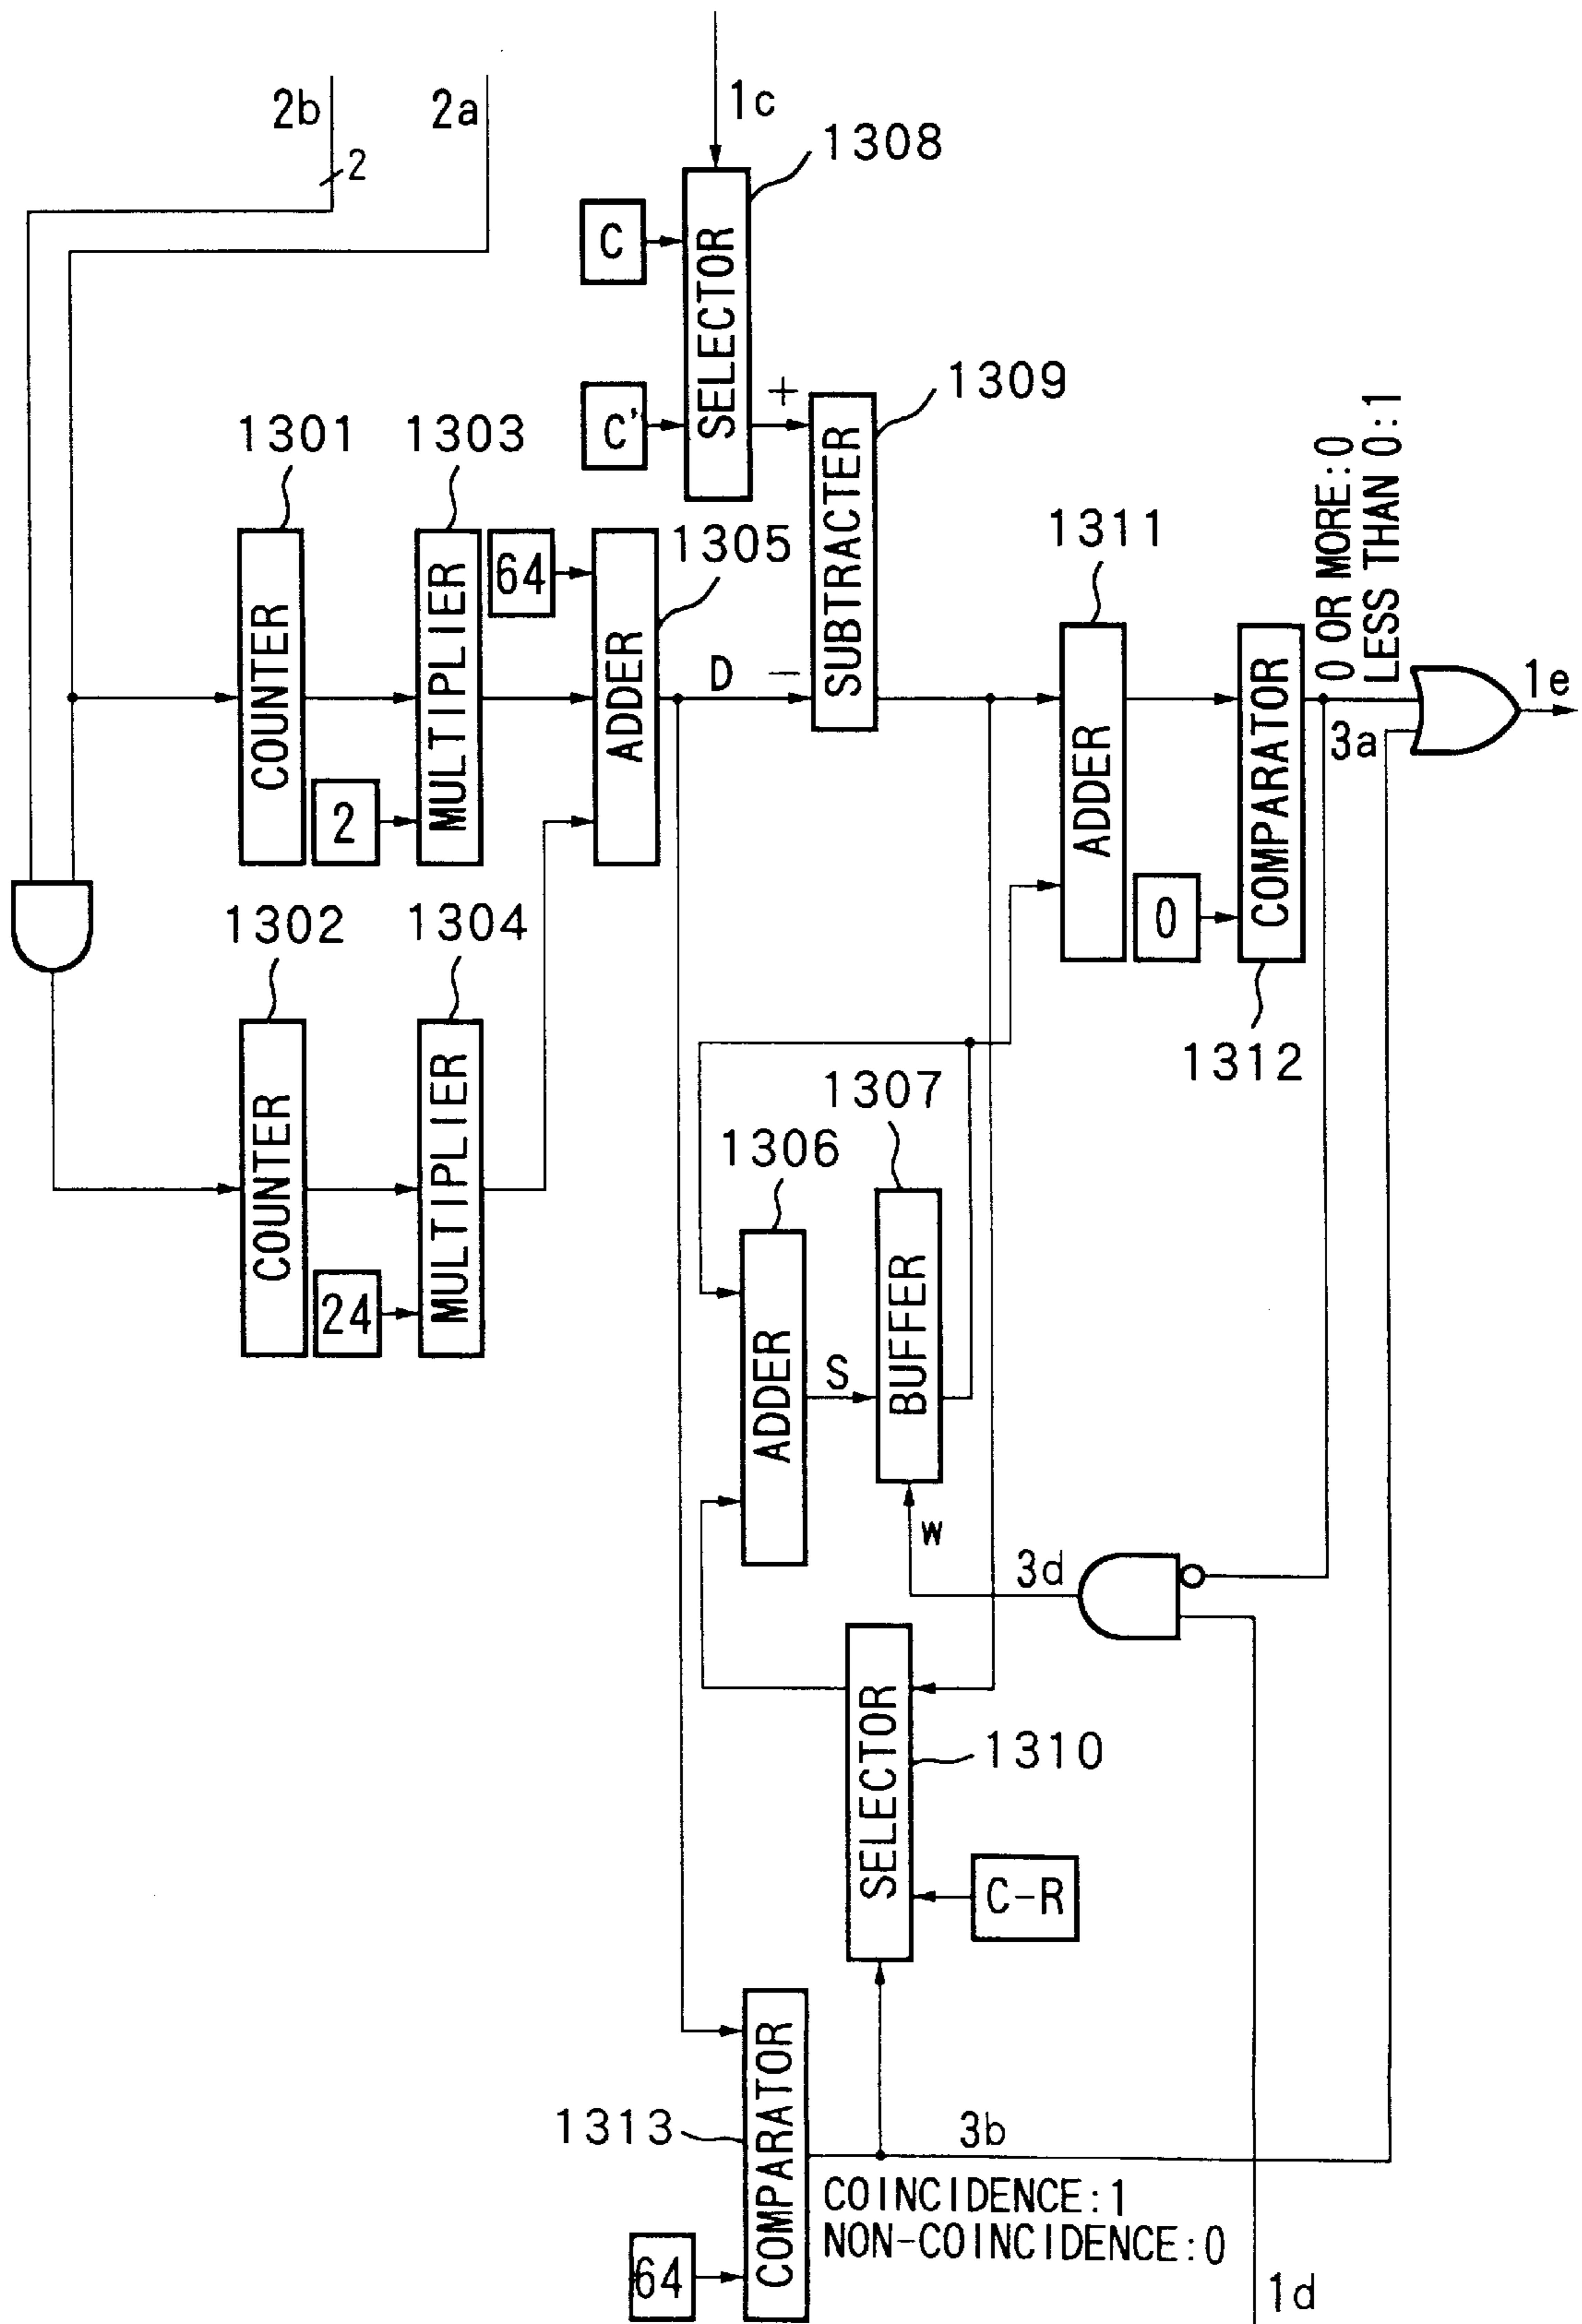 2b
2
2a
1c
1308
C
C'
SELECTOR
+
1309
SUBTRACTER
1301
1303
COUNTER
2
MULTIPLIER
64
1305
ADDER
D
−
1311
ADDER
0
COMPARATOR
1312
0 OR MORE:0
LESS THAN 0:1
3a
1e
1302
1304
COUNTER
24
MULTIPLIER
1306
1307
ADDER
S
BUFFER
w
3d
SELECTOR
1310
C-R
1313
COMPARATOR
64
3b
COINCIDENCE:1
NON-COINCIDENCE:0
1d